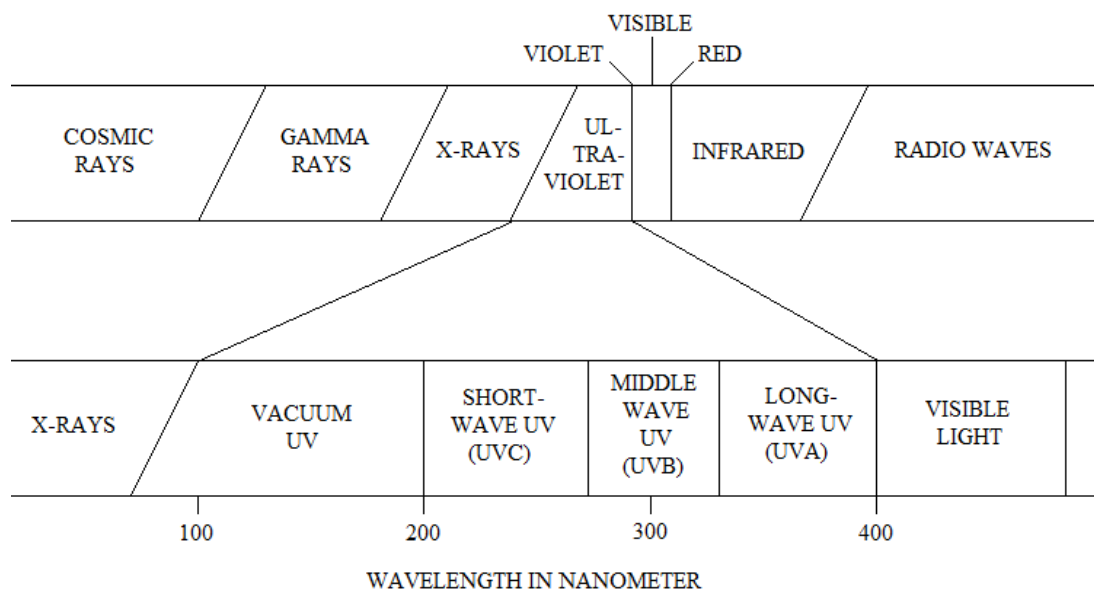 VISIBLE
VIOLET
RED
COSMIC
RAYS
GAMMA
RAYS
X-RAYS
UL-
TRA-
VIOLET
INFRARED
RADIO WAVES
X-RAYS
VACUUM
UV
SHORT-
WAVE UV
(UVC)
MIDDLE
WAVE
UV
(UVB)
LONG-
WAVE UV
(UVA)
VISIBLE
LIGHT
100
200
300
400
WAVELENGTH IN NANOMETER